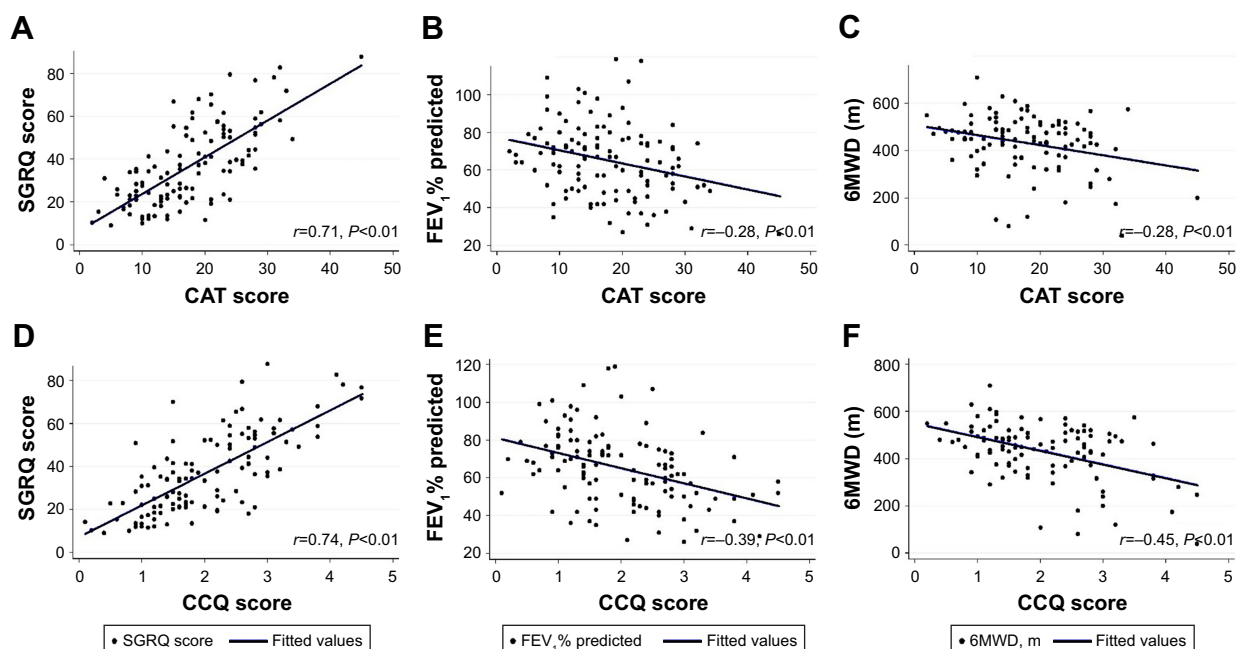 A
SGRQ score
80
60
40
20
0
0 10 20 30 40 50
r=0.71, P<0.01
CAT score
B
FEV1% predicted
100
80
60
40
20
0 10 20 30 40 50
r=–0.28, P<0.01
CAT score
C
6MWD (m)
600
400
200
0
0 10 20 30 40 50
r=–0.28, P<0.01
CAT score
D
SGRQ score
80
60
40
20
0
0 1 2 3 4 5
r=0.74, P<0.01
CCQ score
SGRQ score Fitted values
E
FEV1% predicted
120
100
80
60
40
20
0 1 2 3 4 5
r=–0.39, P<0.01
CCQ score
FEV1% predicted Fitted values
F
6MWD (m)
800
600
400
200
0
0 1 2 3 4 5
r=–0.45, P<0.01
CCQ score
6MWD, m Fitted values